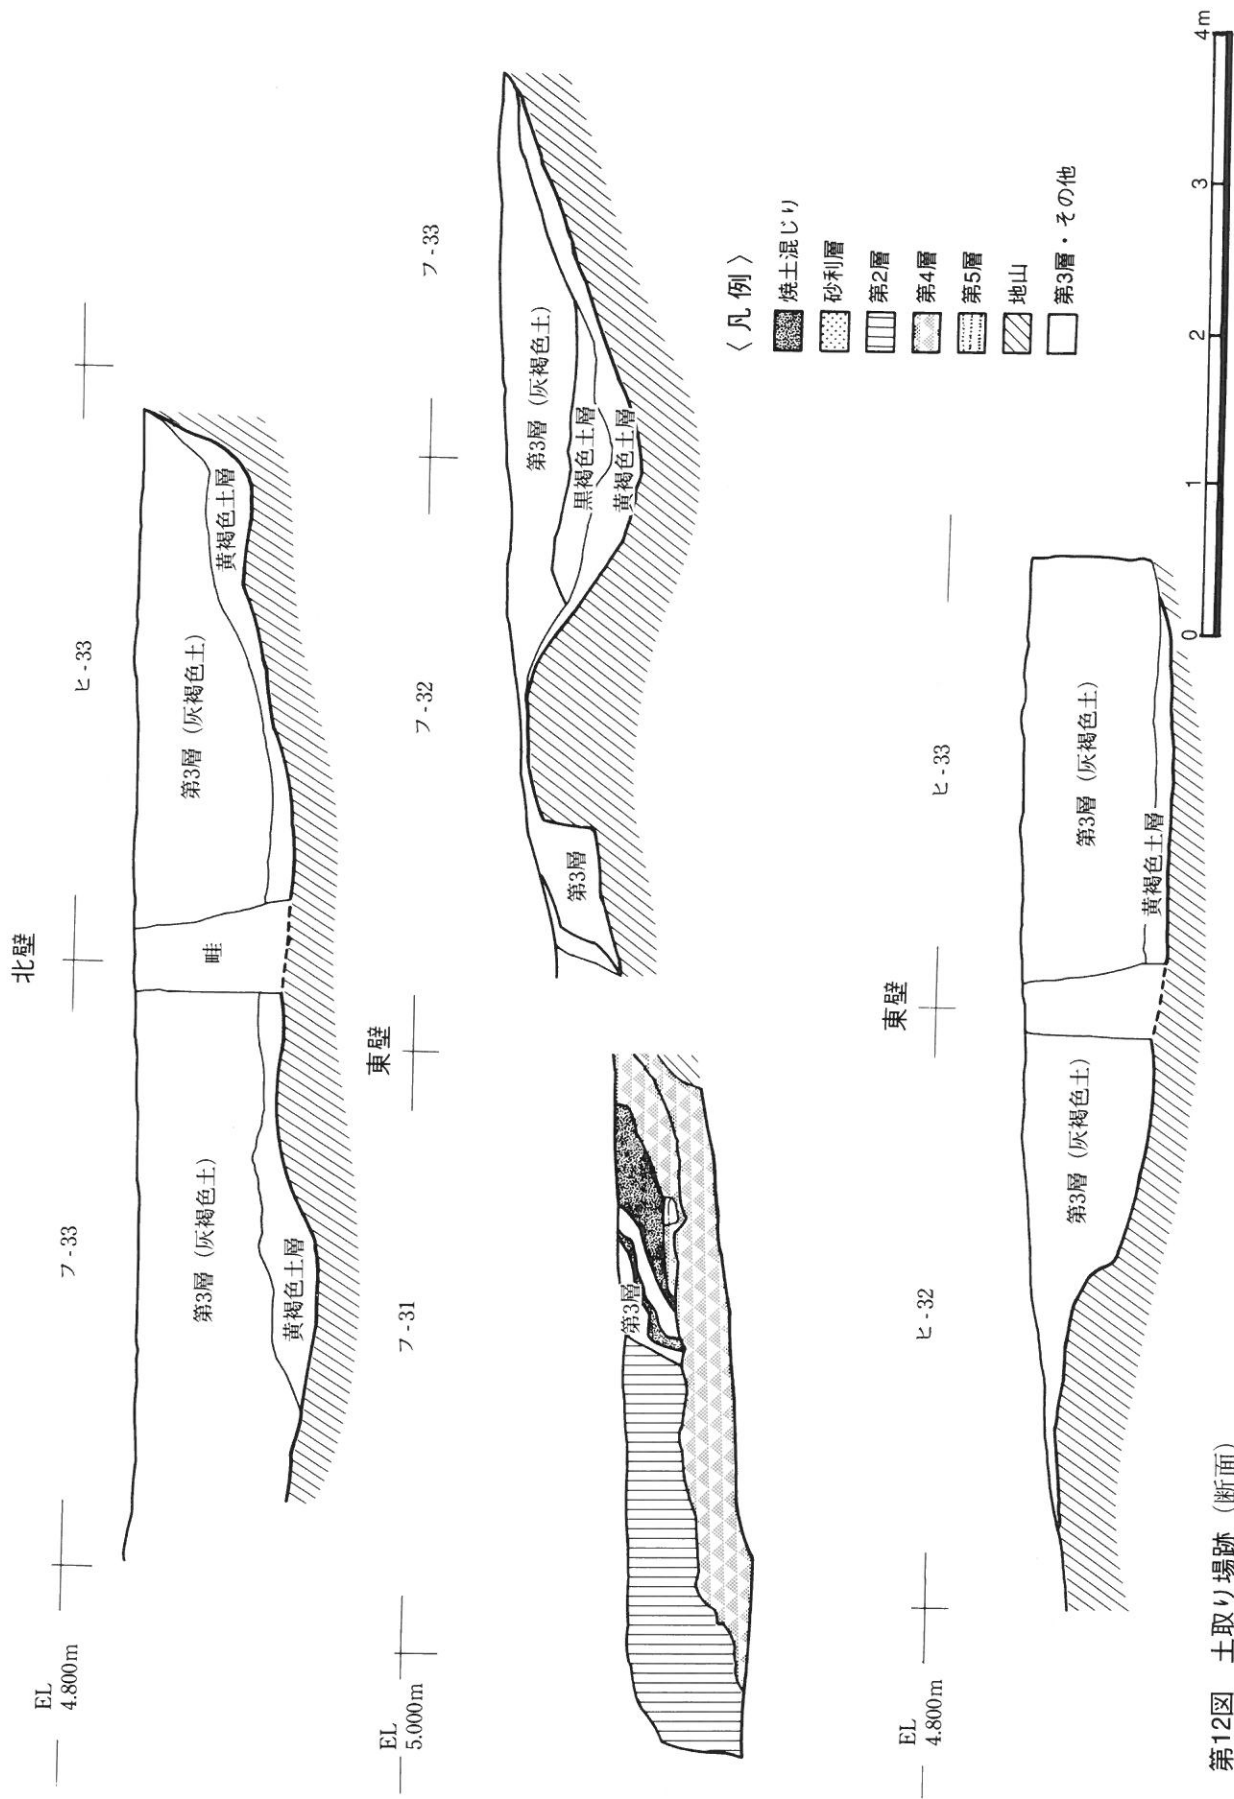 北壁
EL
4.800m
フ-33
ヒ-33
第3層 (灰褐色土)
黄褐色土層
畦
第3層 (灰褐色土)
黄褐色土層
東壁
EL
5.000m
フ-31
フ-32
フ-33
第3層
第3層
第3層 (灰褐色土)
黒褐色土層
黄褐色土層
〈凡例〉
焼土混じり
砂利層
第2層
第4層
第5層
地山
第3層・その他
東壁
EL
4.800m
ヒ-32
ヒ-33
第3層 (灰褐色土)
第3層 (灰褐色土)
黄褐色土層
0 1 2 3 4m
第12図 土取り場跡 (断面)